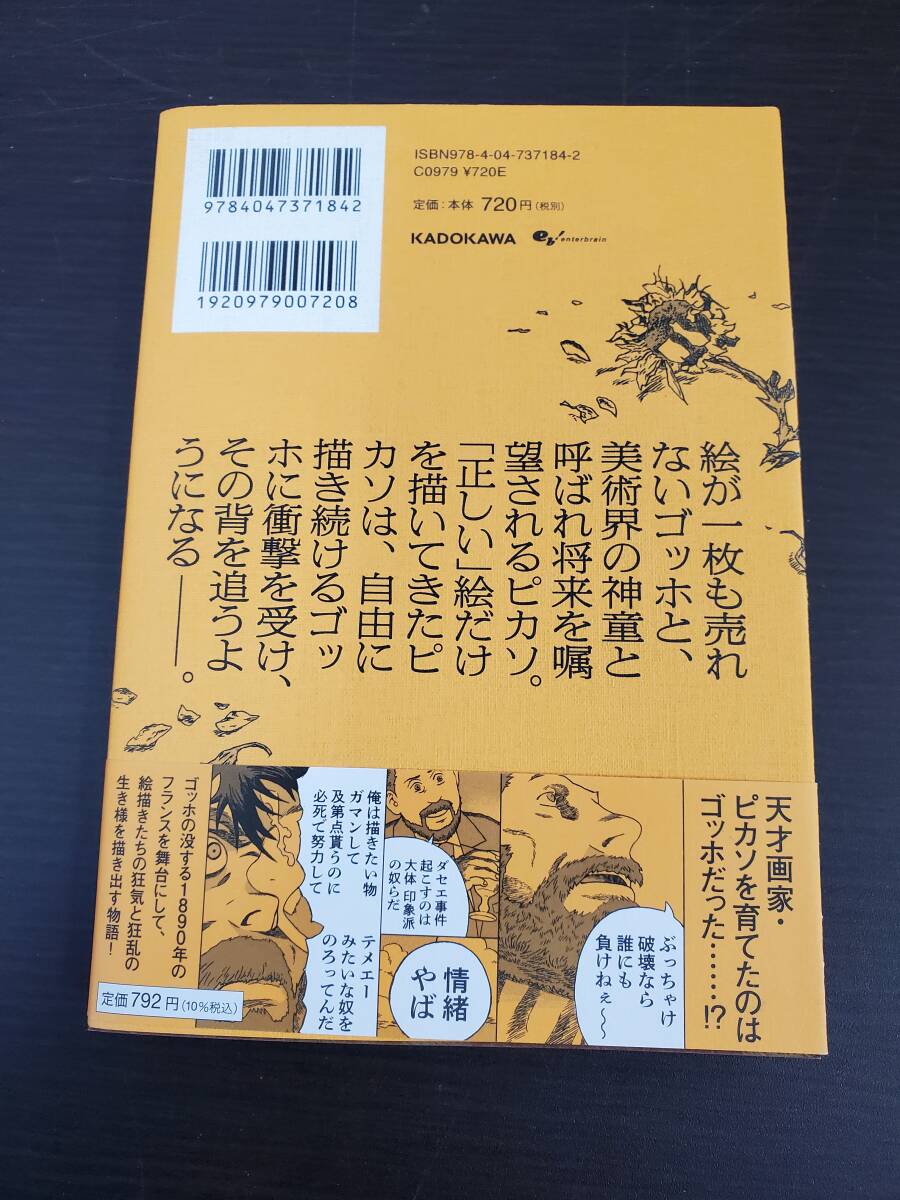 ISBN978-4-04-737184-2
C0979 ¥720E
定価:本体 720円(税別)
KADOKAWA
eb! enterbrain
9784047371842
1920979007208
絵が一枚も売れ
ないゴッホと、
美術界の神童と
呼ばれ将来を嘱
望されるピカソ。
「正しい」絵だけ
を描いてきたピ
カソは、自由に
描き続けるゴッ
ホに衝撃を受け、
その背を追うよ
うになる───。
天才画家・
ピカソを育てたのは
ゴッホだった……!?
ぶっちゃけ
破壊なら
誰にも
負けねぇ〜
ダセエ事件
起こすのは
大体 印象派
の奴らだ
情緒
やば
俺は描きたい物
ガマンして
及第点貰うのに
必死で努力して
テメエー
みたいな奴を
のろってんだ
ゴッホの没する1890年の
フランスを舞台にして、
絵描きたちの狂気と狂乱の
生き様を描き出す物語!
定価 792円(10%税込)